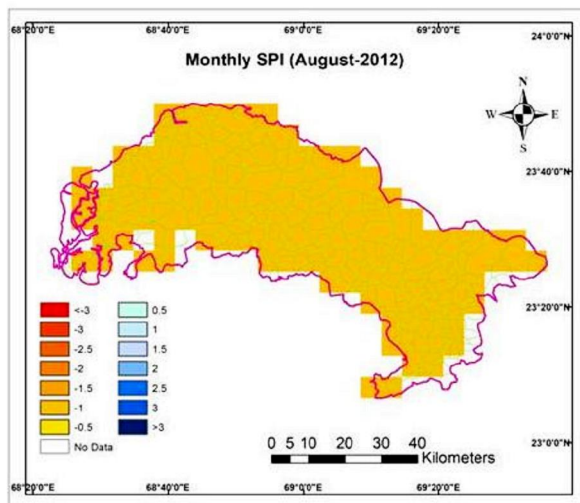 68°20'0"E 68°40'0"E 69°0'0"E 69°20'0"E
24°0'0"N
Monthly SPI (August-2012)
N
W E
S
23°40'0"N
23°20'0"N
<-3 0.5
-3 1
-2.5 1.5
-2 2
-1.5 2.5
-1 3
-0.5 >3
No Data
0 5 10 20 30 40
Kilometers
23°0'0"N
68°20'0"E 68°40'0"E 69°0'0"E 69°20'0"E